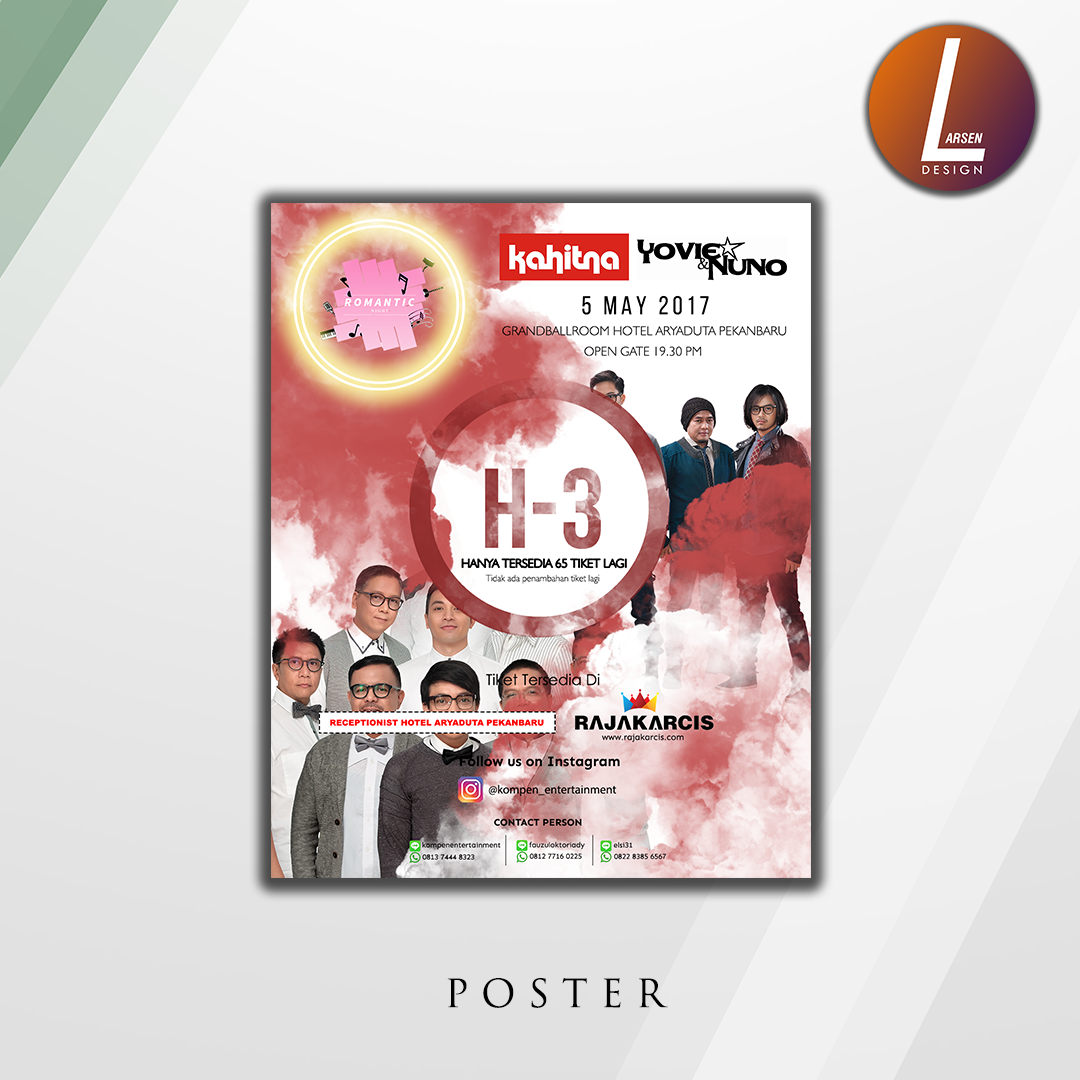 L
ARSEN
DESIGN
kahitna
YOVIE
& NUNO
5 MAY 2017
GRANDBALLROOM HOTEL ARYADUTA PEKANBARU
OPEN GATE 19.30 PM
ROMANTIC
NIGHT
H-3
HANYA TERSEDIA 65 TIKET LAGI
Tidak ada penambahan tiket lagi
Tiket Tersedia Di
RECEPTIONIST HOTEL ARYADUTA PEKANBARU
RAJAKARCIS
www.rajakarcis.com
Follow us on Instagram
@kompen_entertainment
CONTACT PERSON
kompenentertainment
0813 7444 8323
fauzuloktoriady
0812 7716 0225
elsi31
0822 8385 6567
POSTER